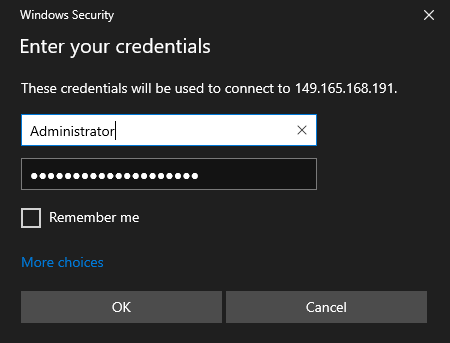 Windows Security
Enter your credentials
These credentials will be used to connect to 149.165.168.191.
Administrator
●●●●●●●●●●●●●●●●●●●●
Remember me
More choices
OK
Cancel